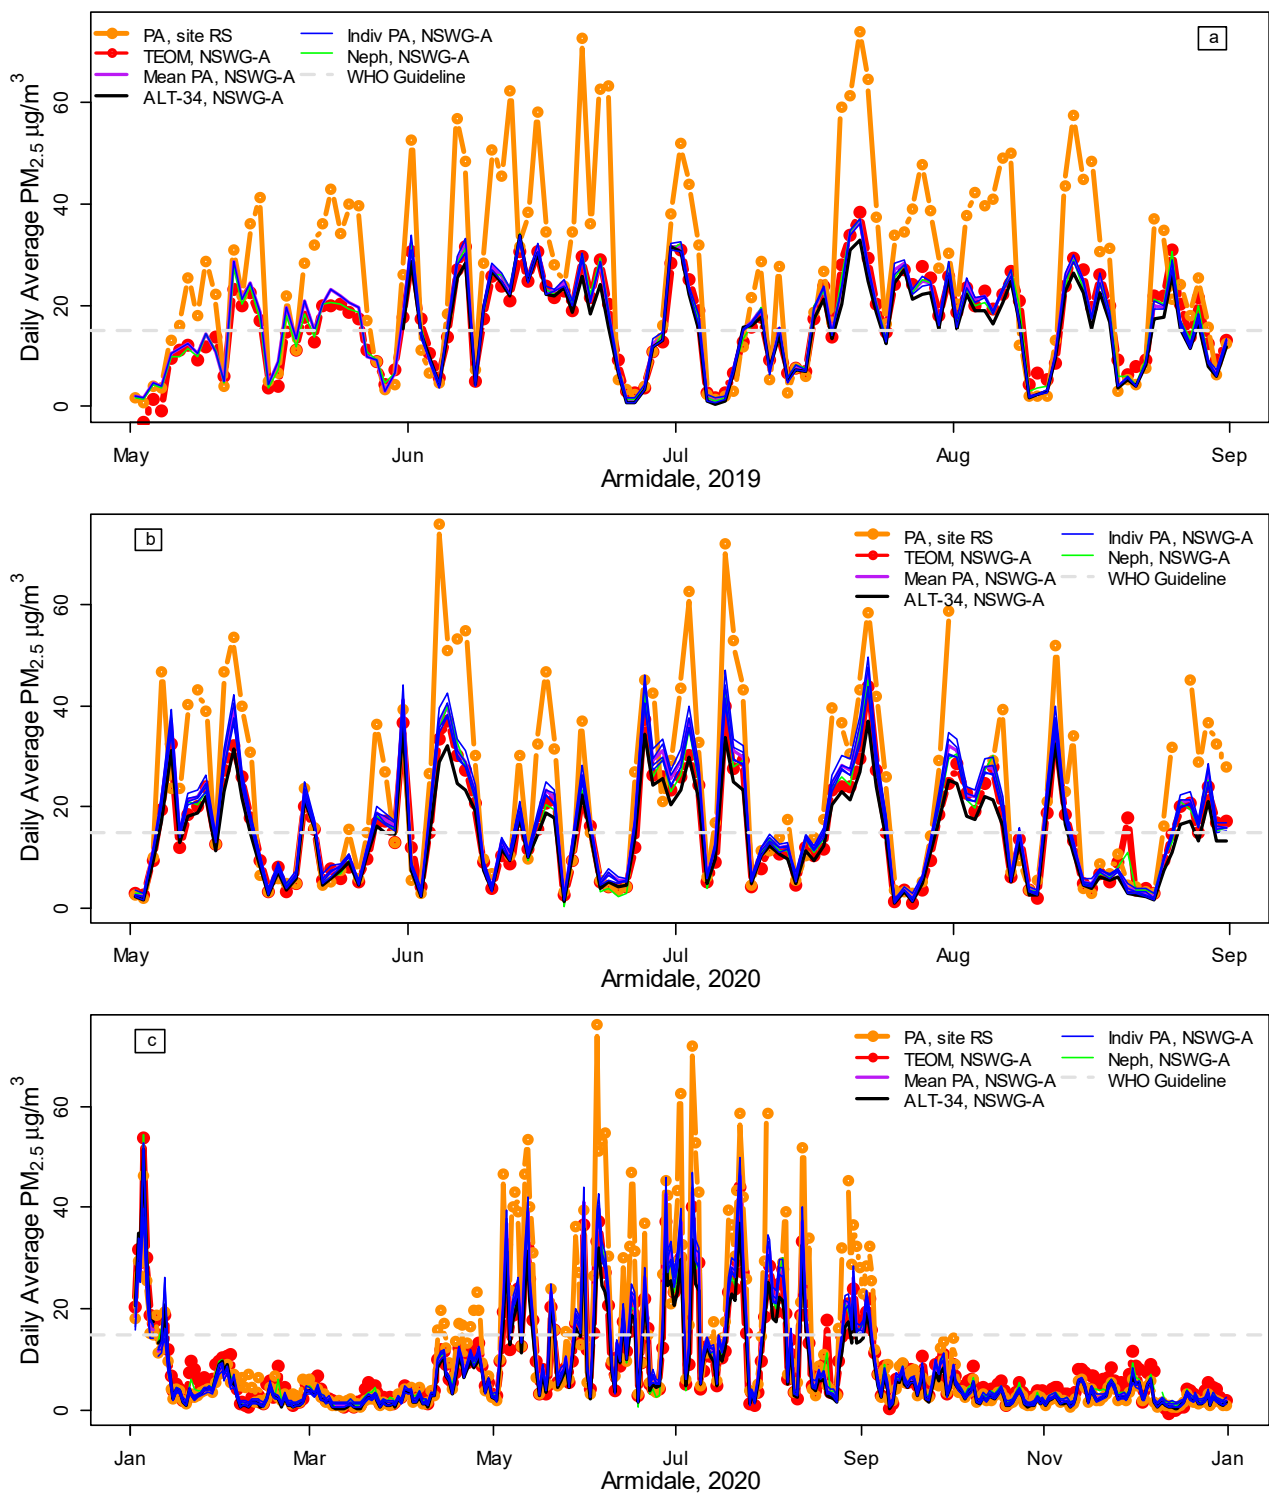 a
PA, site RS
TEOM, NSWG-A
Mean PA, NSWG-A
ALT-34, NSWG-A
Indiv PA, NSWG-A
Neph, NSWG-A
WHO Guideline
Daily Average PM2.5 μg/m3
60
40
20
0
May Jun Jul Aug Sep
Armidale, 2019
b
PA, site RS
TEOM, NSWG-A
Mean PA, NSWG-A
ALT-34, NSWG-A
Indiv PA, NSWG-A
Neph, NSWG-A
WHO Guideline
Daily Average PM2.5 μg/m3
60
40
20
0
May Jun Jul Aug Sep
Armidale, 2020
c
PA, site RS
TEOM, NSWG-A
Mean PA, NSWG-A
ALT-34, NSWG-A
Indiv PA, NSWG-A
Neph, NSWG-A
WHO Guideline
Daily Average PM2.5 μg/m3
60
40
20
0
Jan Mar May Jul Sep Nov Jan
Armidale, 2020